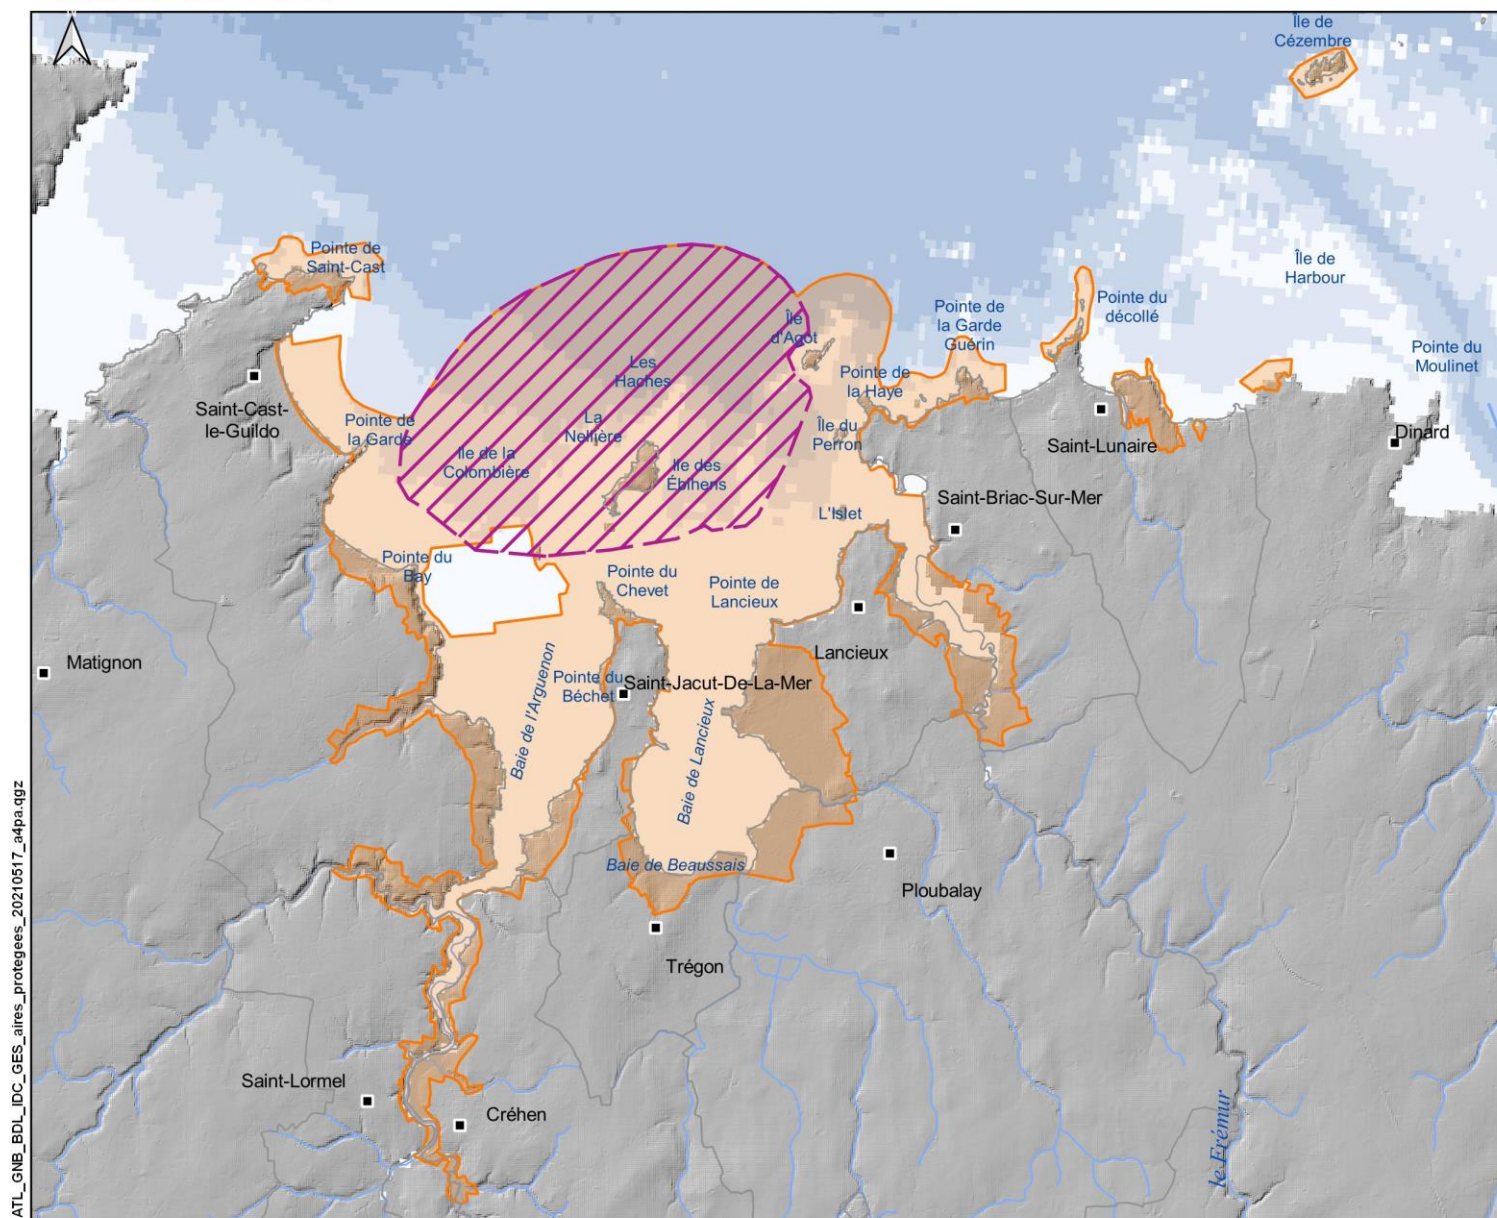 Île de
Cézembre
Pointe de
Saint-Cast
Île de
Harbour
Pointe de
la Garde
Guérin
Pointe du
décollé
Île
d'Agot
Pointe du
Moulinet
Les
Haches
Pointe de
la Haye
Saint-Cast-
le-Guildo
Pointe de
la Garde
La
Nellière
Île du
Perron
Saint-Lunaire
Dinard
Ile de la
Colombière
Ile des
Ébihens
Saint-Briac-Sur-Mer
L'Islet
Pointe du
Bay
Pointe du
Chevet
Pointe de
Lancieux
Matignon
Lancieux
Baie de l'Arguenon
Pointe du
Béchet
Saint-Jacut-De-La-Mer
Baie de Lancieux
Baie de Beaussais
Ploubalay
Trégon
Saint-Lormel
Créhen
le Frémur
ATL_GNB_BDL_IDC_GES_aires_protegees_20210517_a4pa.qgz